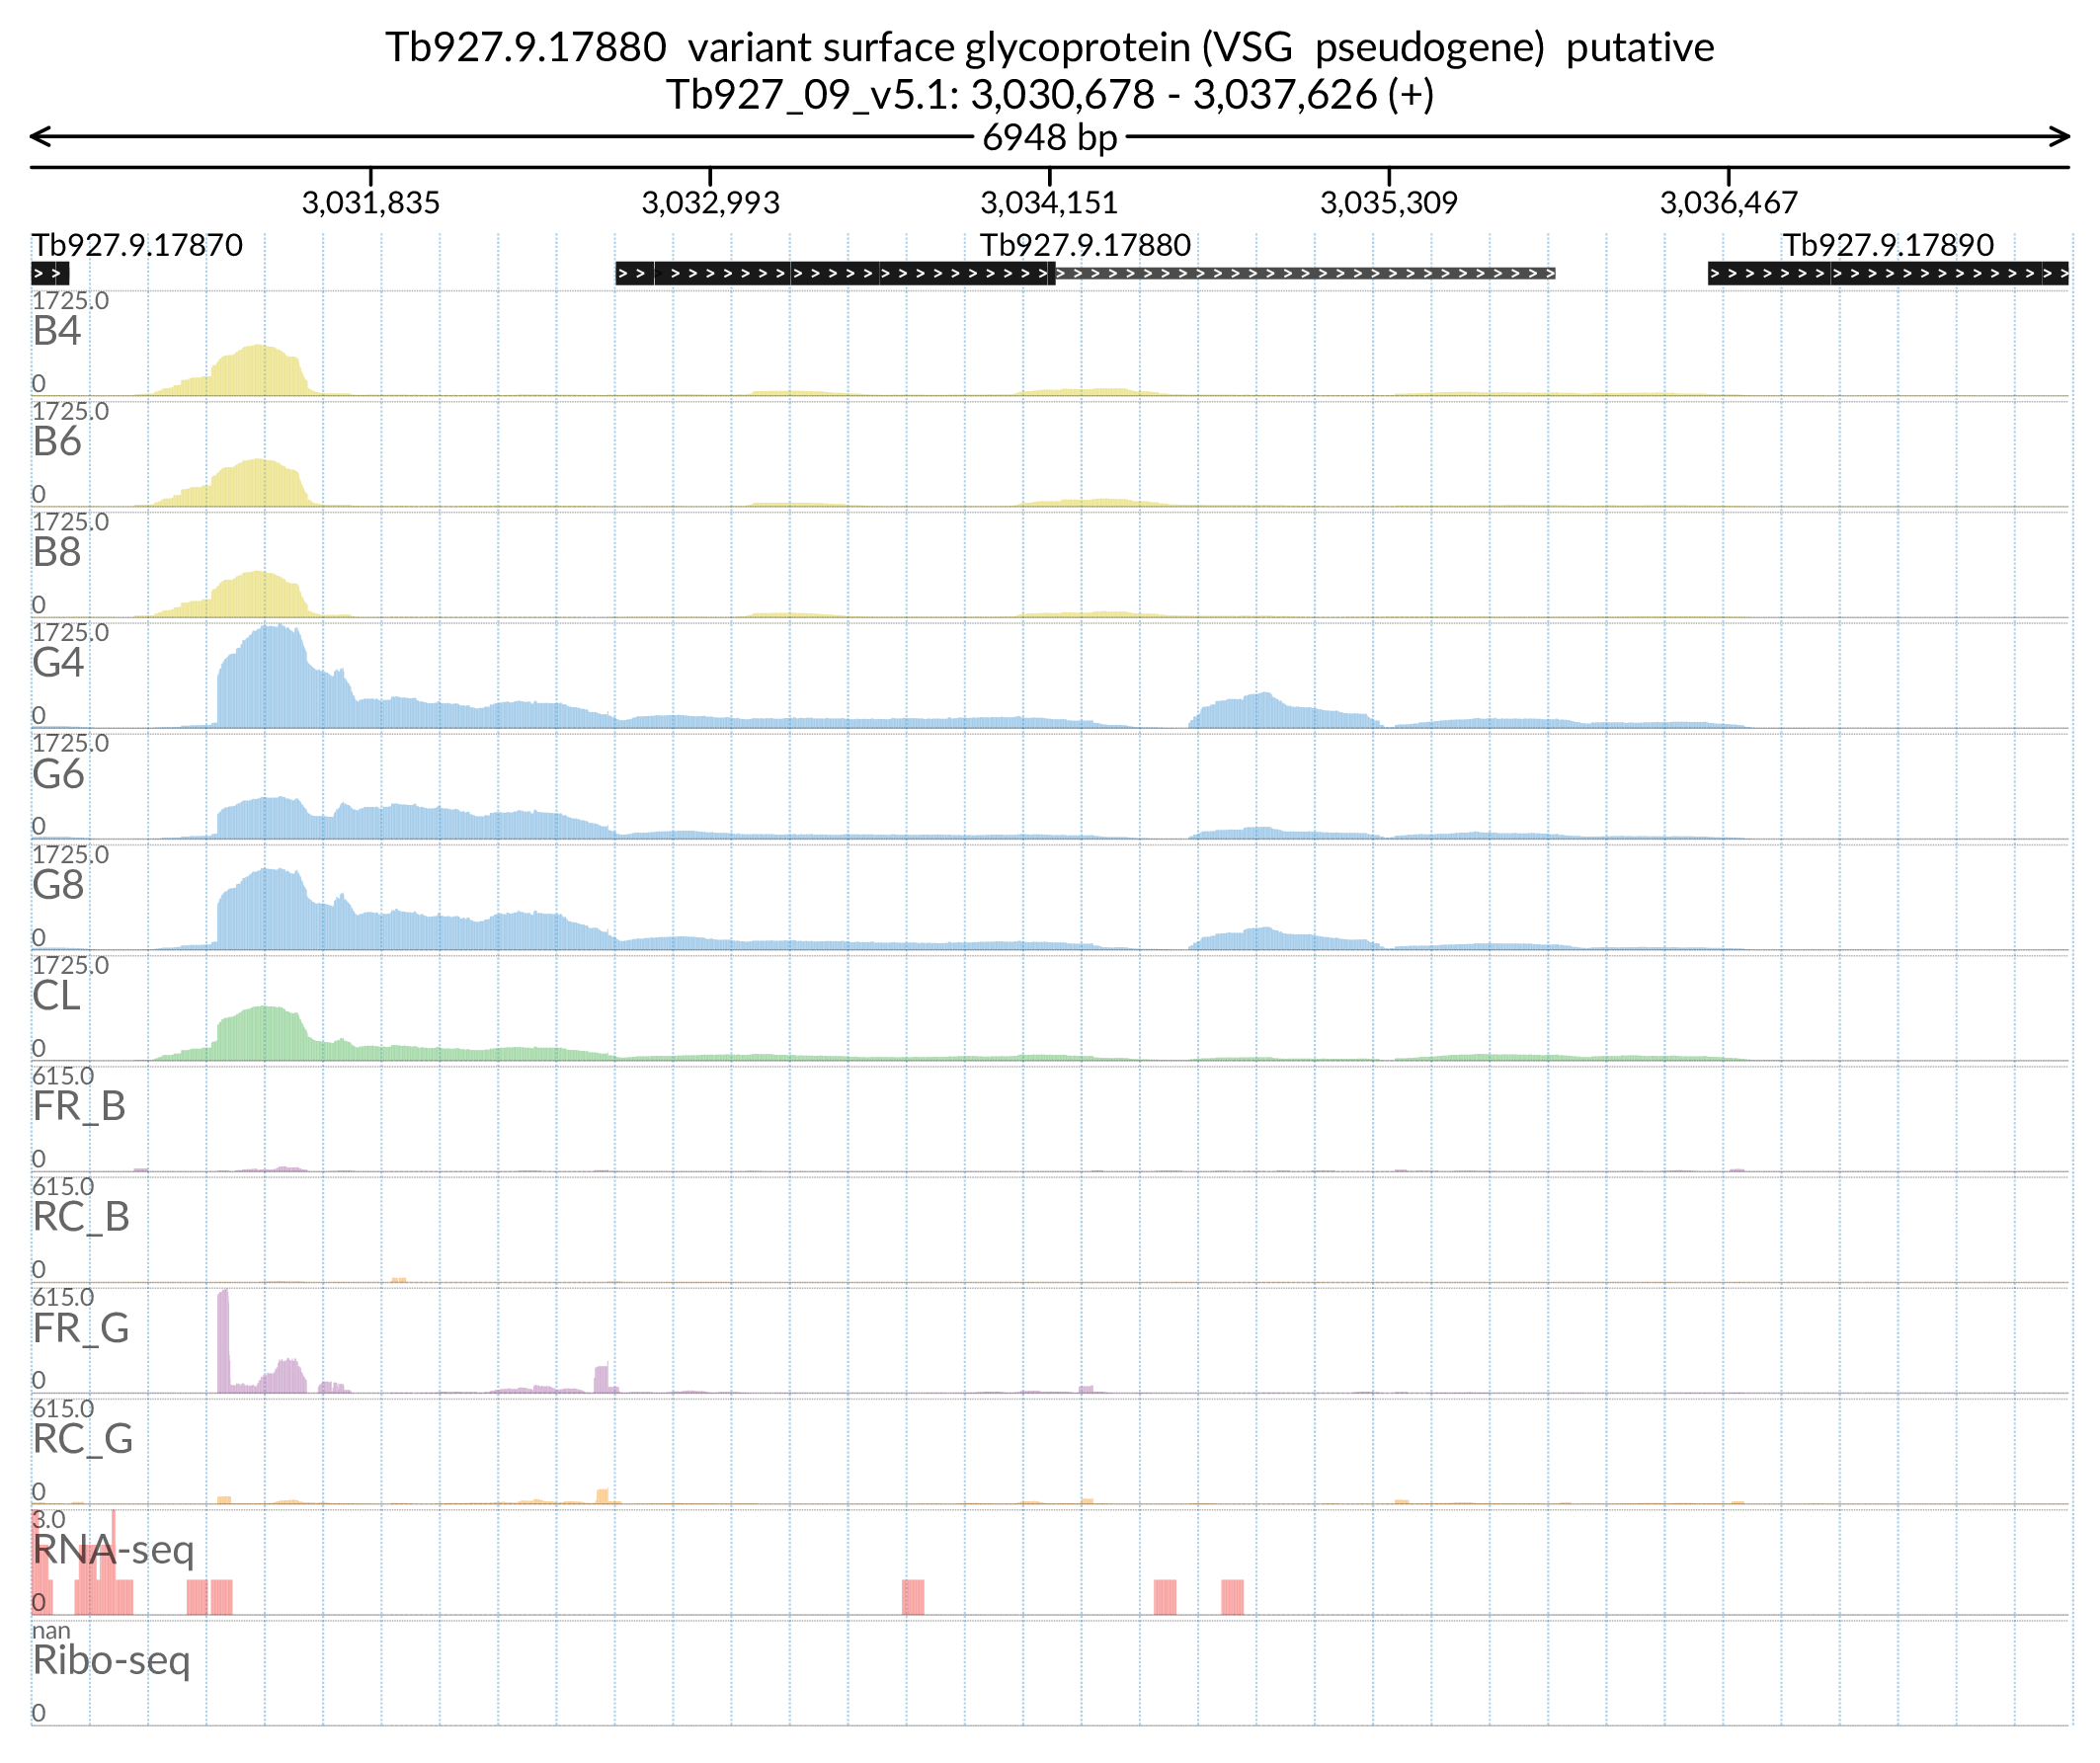 Tb927.9.17880 variant surface glycoprotein (VSG pseudogene) putative
Tb927_09_v5.1: 3,030,678 - 3,037,626 (+)
6948 bp
3,031,835 3,032,993 3,034,151 3,035,309 3,036,467
Tb927.9.17870 Tb927.9.17880 Tb927.9.17890
1725.0
B4
0
1725.0
B6
0
1725.0
B8
0
1725.0
G4
0
1725.0
G6
0
1725.0
G8
0
1725.0
CL
0
615.0
FR_B
0
615.0
RC_B
0
615.0
FR_G
0
615.0
RC_G
0
3.0
RNA-seq
0
nan
Ribo-seq
0